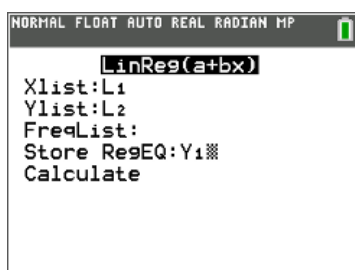 NORMAL FLOAT AUTO REAL RADIAN MP
LinReg(a+bx)
Xlist:L₁
Ylist:L₂
FreqList:
Store RegEQ:Y₁
Calculate